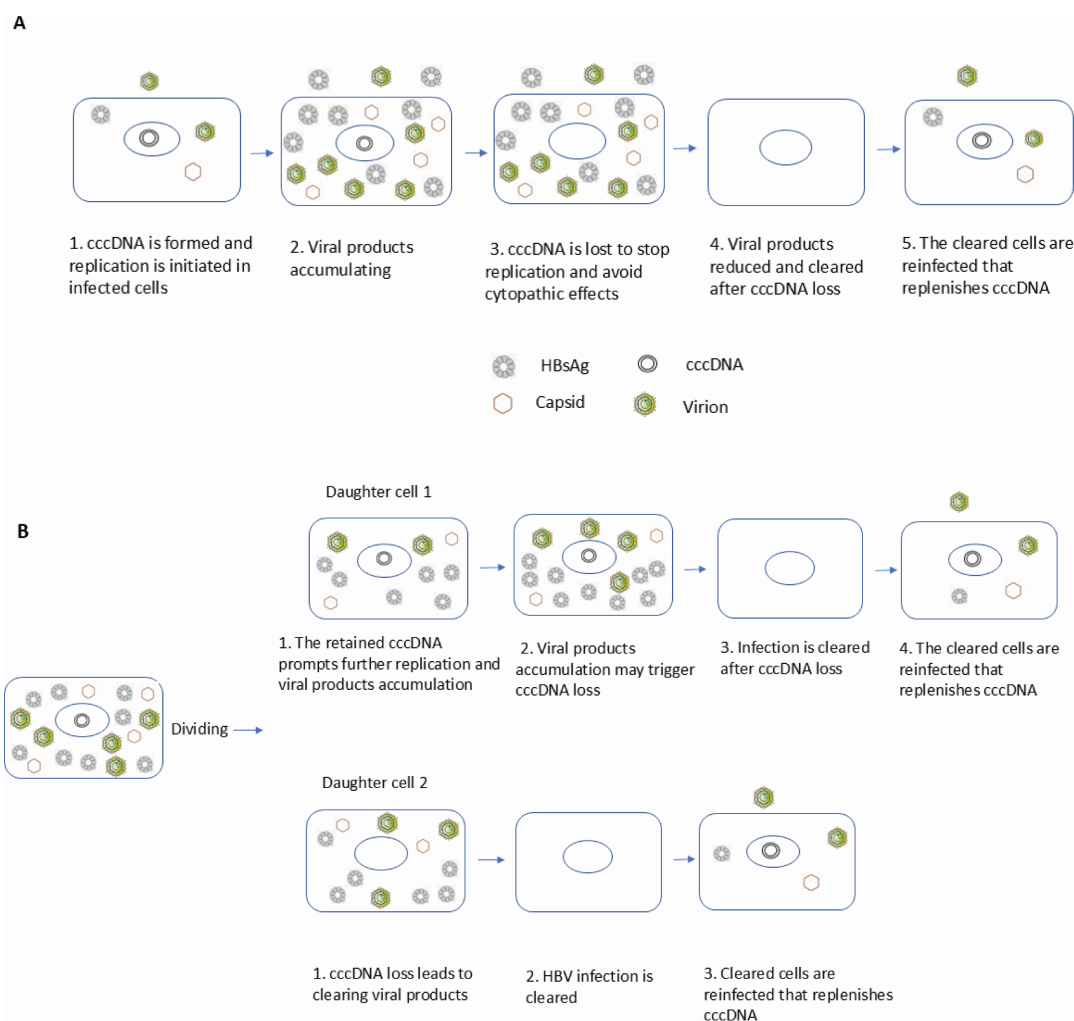 A
1. cccDNA is formed and
replication is initiated in
infected cells
2. Viral products
accumulating
3. cccDNA is lost to stop
replication and avoid
cytopathic effects
4. Viral products
reduced and cleared
after cccDNA loss
5. The cleared cells are
reinfected that
replenishes cccDNA
HBsAg
cccDNA
Capsid
Virion
B
Dividing
Daughter cell 1
1. The retained cccDNA
prompts further replication and
viral products accumulation
2. Viral products
accumulation may trigger
cccDNA loss
3. Infection is cleared
after cccDNA loss
4. The cleared cells are
reinfected that
replenishes cccDNA
Daughter cell 2
1. cccDNA loss leads to
clearing viral products
2. HBV infection is
cleared
3. Cleared cells are
reinfected that replenishes
cccDNA